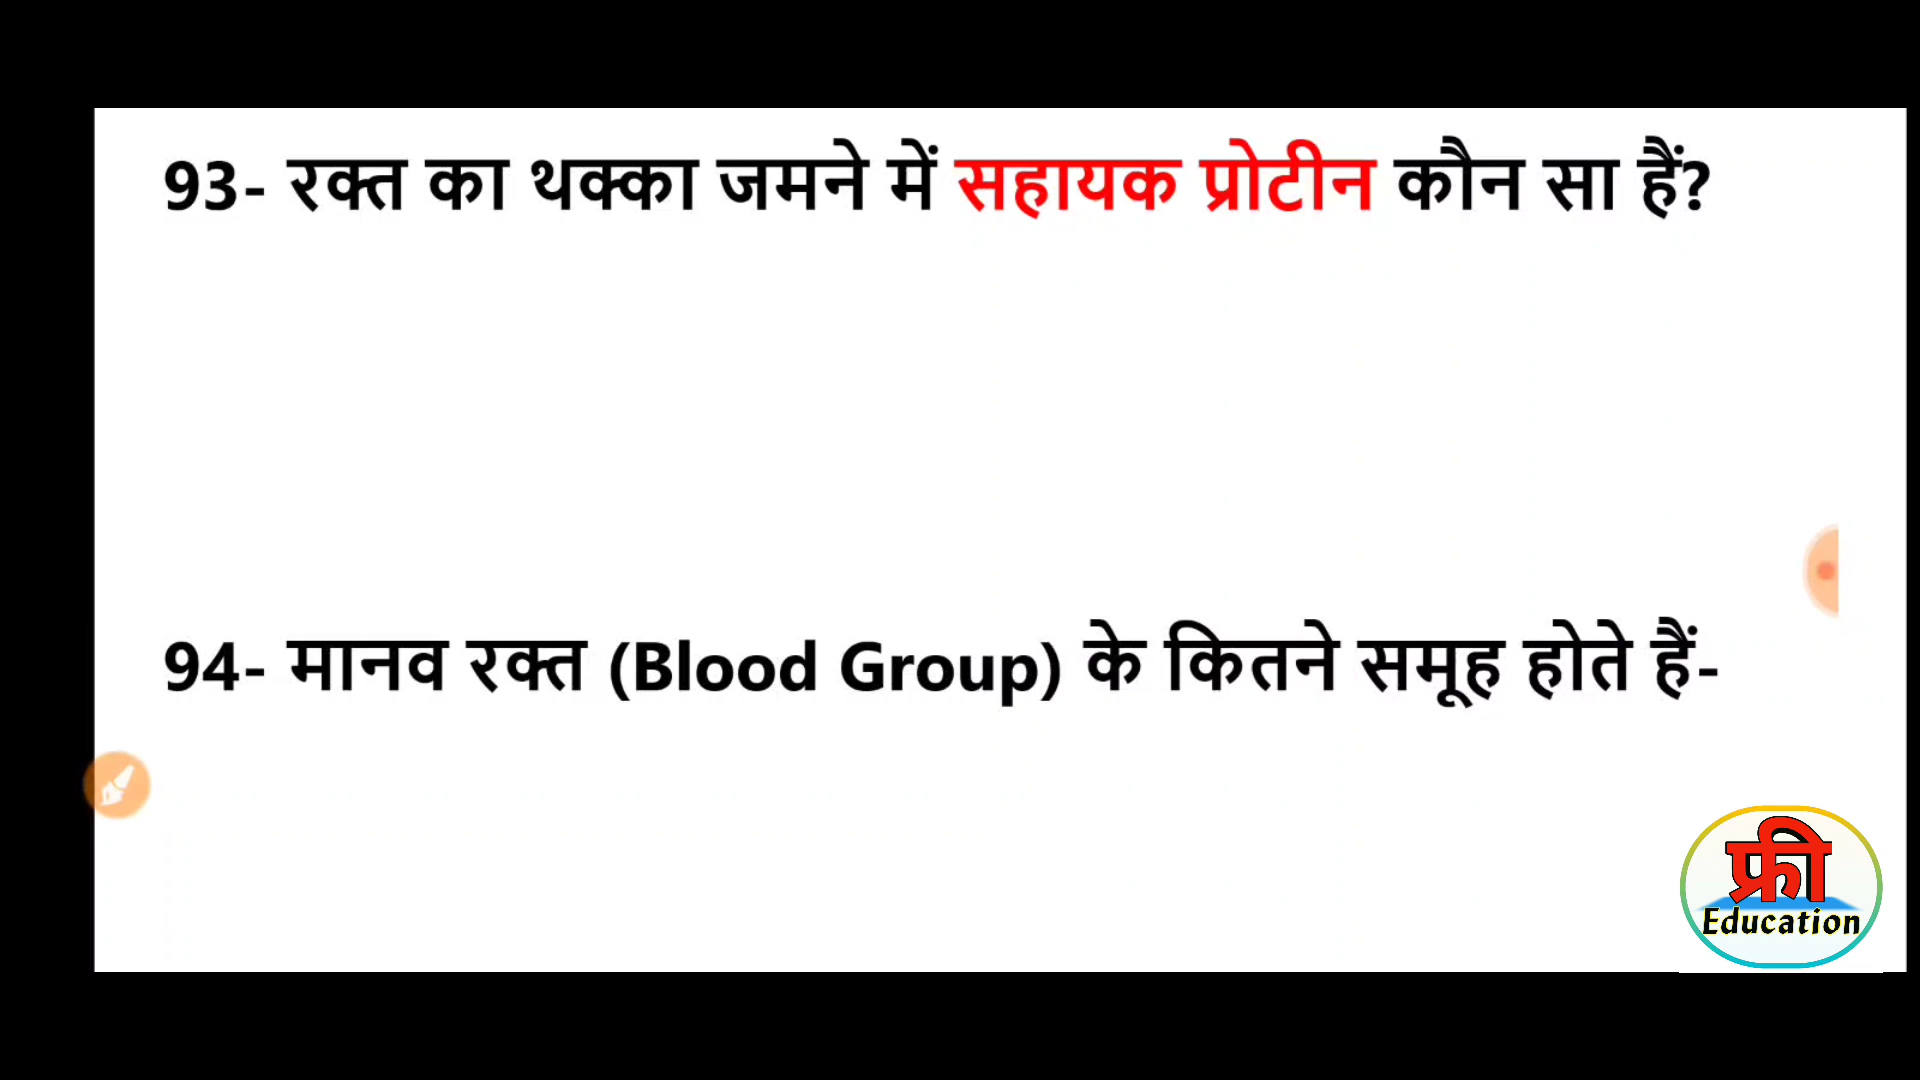 93- रक्त का थक्का जमने में सहायक प्रोटीन कौन सा हैं?
94- मानव रक्त (Blood Group) के कितने समूह होते हैं-
फ्री
Education